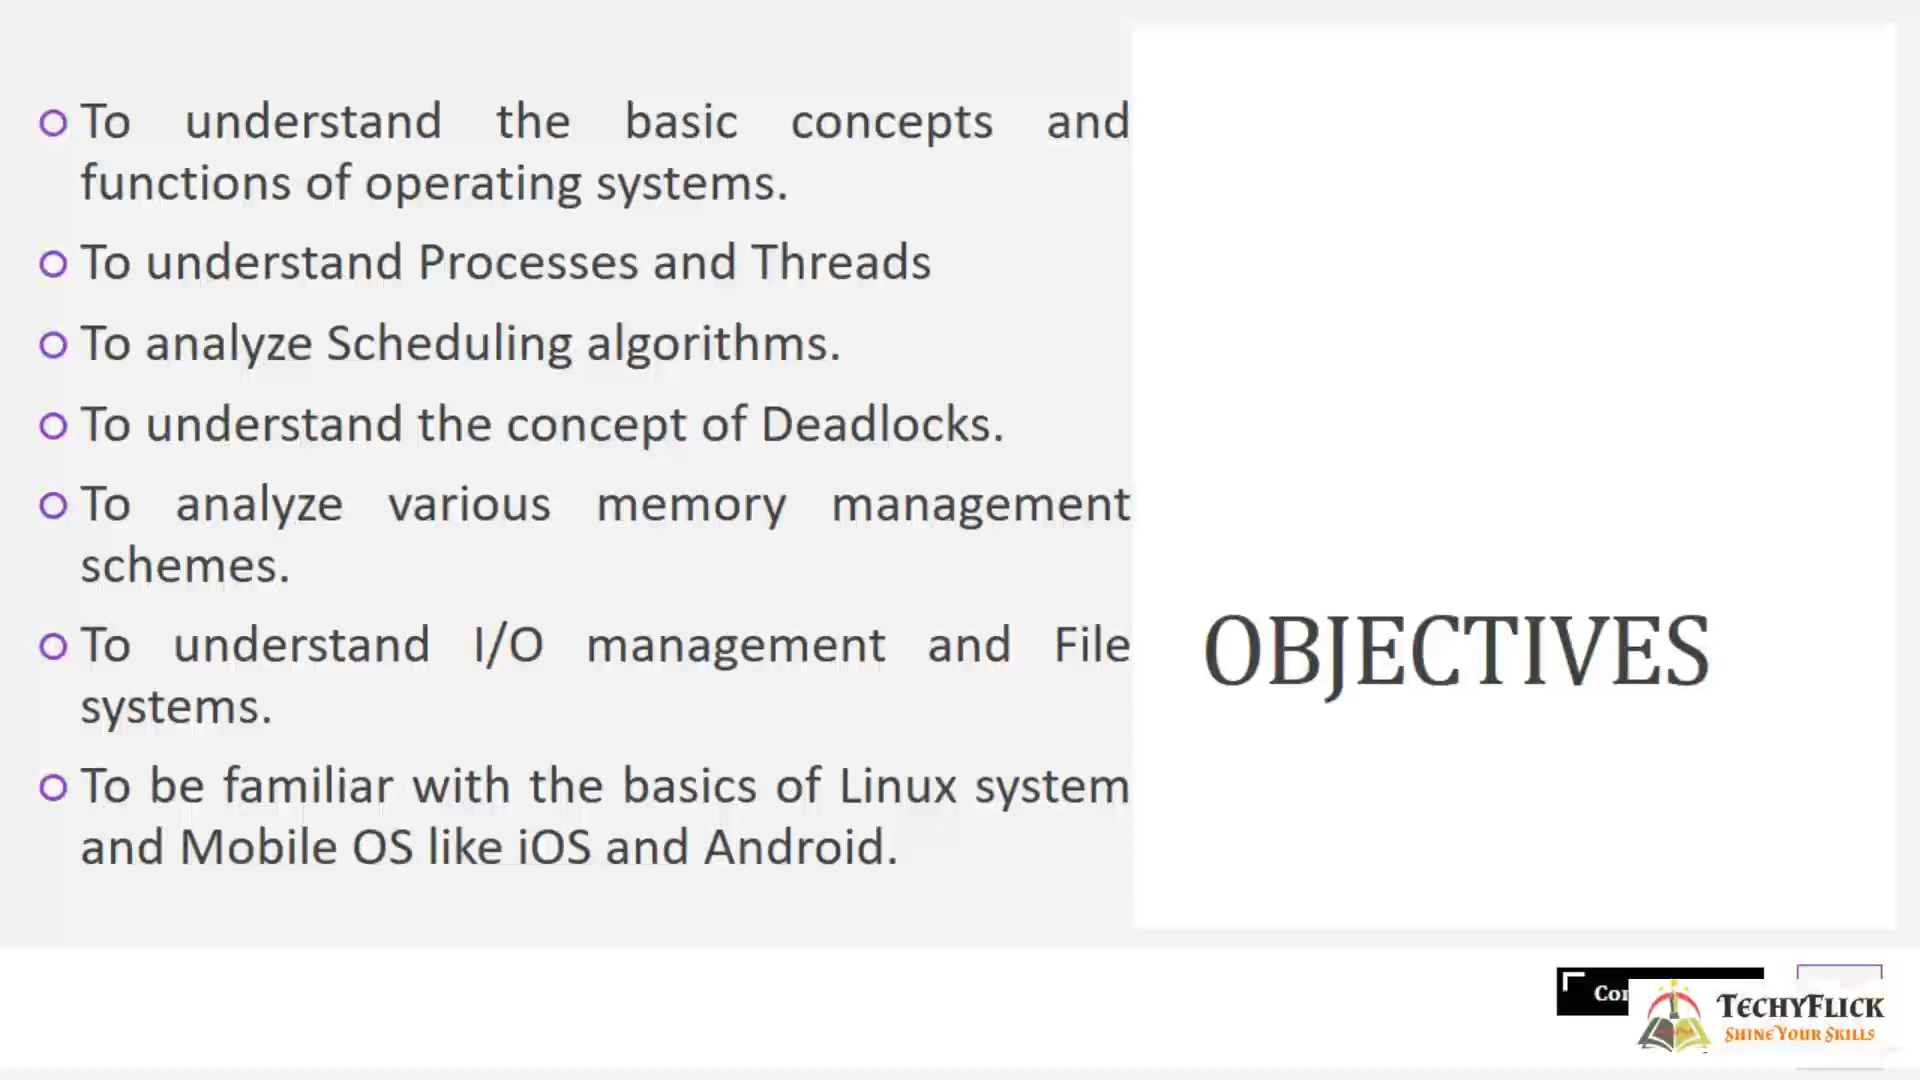 To understand the basic concepts and
functions of operating systems.
To understand Processes and Threads
To analyze Scheduling algorithms.
To understand the concept of Deadlocks.
To analyze various memory management
schemes.
To understand I/O management and File
systems.
To be familiar with the basics of Linux system
and Mobile OS like iOS and Android.
OBJECTIVES
TECHYFLICK
SHINE YOUR SKILLS